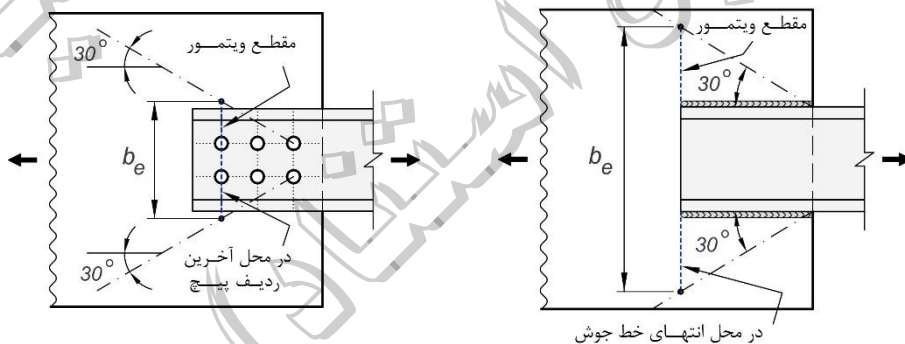 مقطع ویتمور
30°
b_e
30°
در محل آخرین
ردیف پیچ
مقطع ویتمور
30°
b_e
30°
در محل انتهای خط جوش